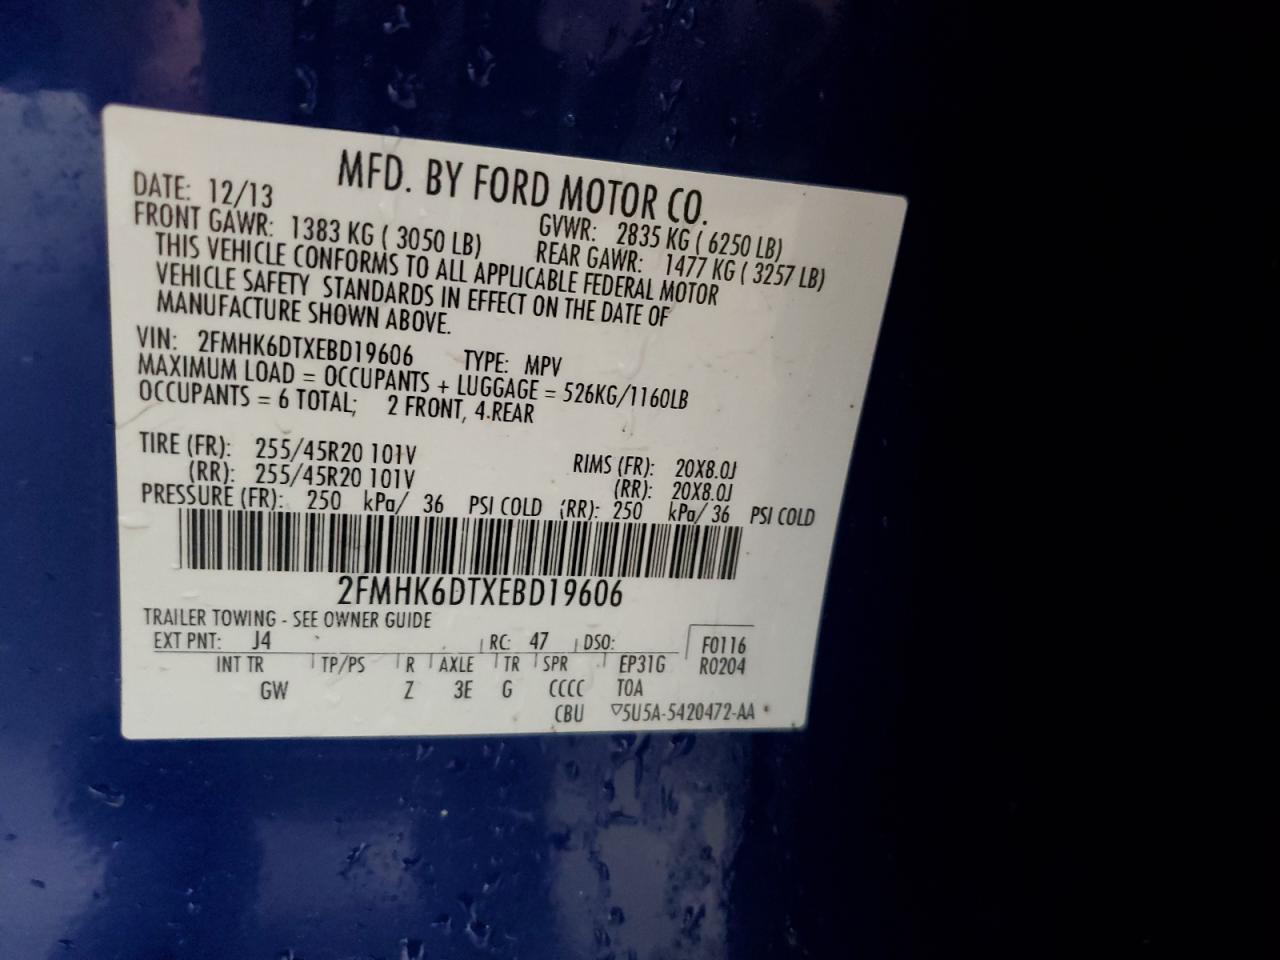 MFD. BY FORD MOTOR CO.
DATE: 12/13 GVWR: 2835 KG ( 6250 LB)
FRONT GAWR: 1383 KG ( 3050 LB) REAR GAWR: 1477 KG ( 3257 LB)
THIS VEHICLE CONFORMS TO ALL APPLICABLE FEDERAL MOTOR
VEHICLE SAFETY STANDARDS IN EFFECT ON THE DATE OF
MANUFACTURE SHOWN ABOVE.
VIN: 2FMHK6DTXEBD19606 TYPE: MPV
MAXIMUM LOAD = OCCUPANTS + LUGGAGE = 526KG/1160LB
OCCUPANTS = 6 TOTAL; 2 FRONT, 4 REAR
TIRE (FR): 255/45R20 101V RIMS (FR): 20X8.0J
(RR): 255/45R20 101V (RR): 20X8.0J
PRESSURE (FR): 250 kPa/ 36 PSI COLD (RR): 250 kPa/ 36 PSI COLD
2FMHK6DTXEBD19606
TRAILER TOWING - SEE OWNER GUIDE
EXT PNT: J4 RC: 47 DSO: F0116
INT TR TP/PS R AXLE TR SPR EP31G R0204
GW Z 3E G CCCC T0A
CBU ▽5U5A-5420472-AA